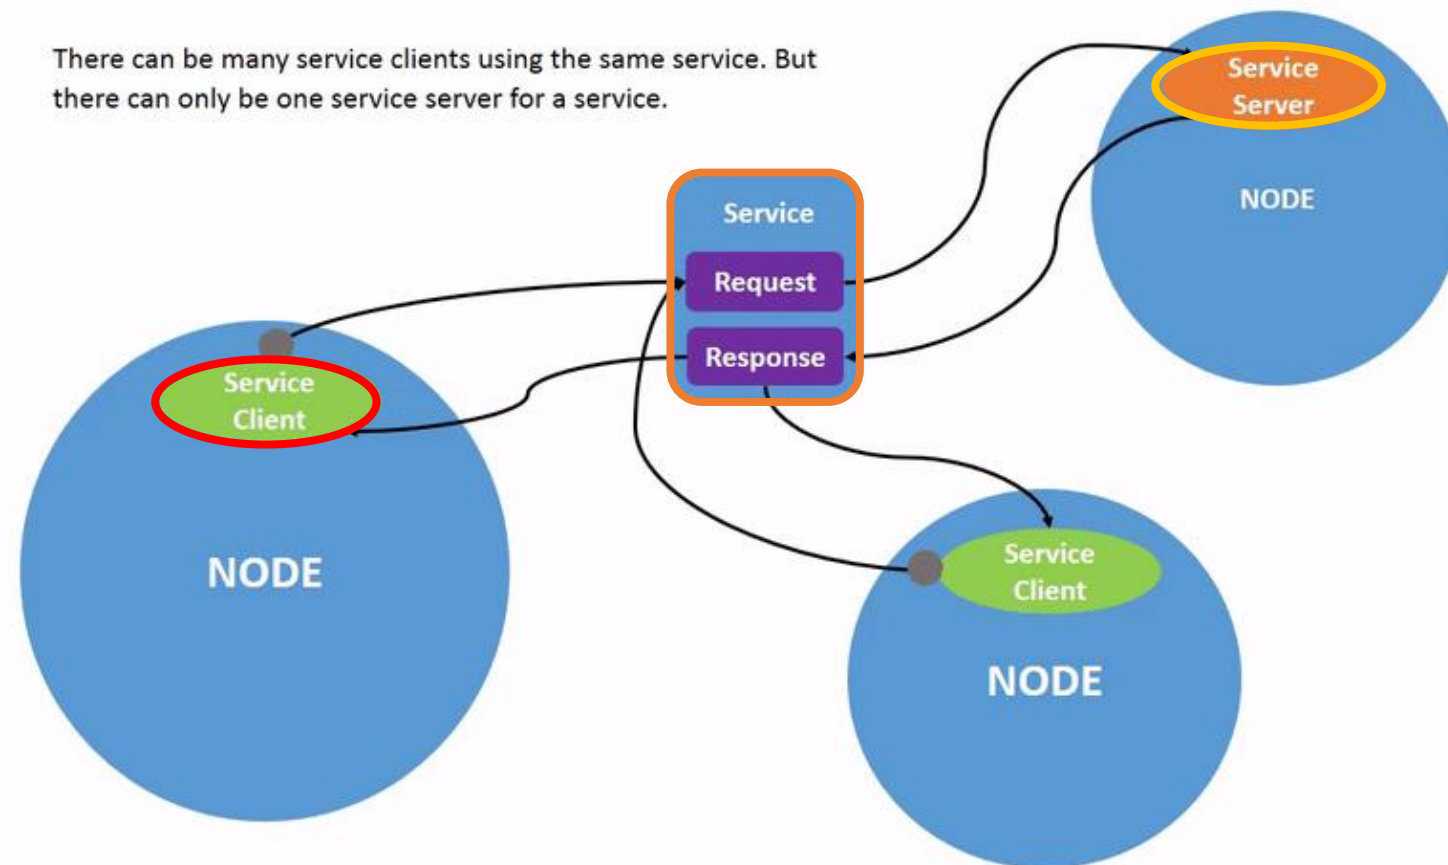 There can be many service clients using the same service. But
there can only be one service server for a service.
Service
Server
NODE
Service
Request
Response
Service
Client
NODE
Service
Client
NODE